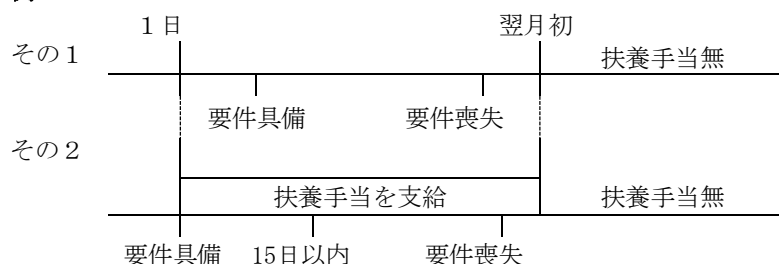 １日 翌月初
その１ 扶養手当無
要件具備 要件喪失
その２
扶養手当を支給 扶養手当無
要件具備 15日以内 要件喪失